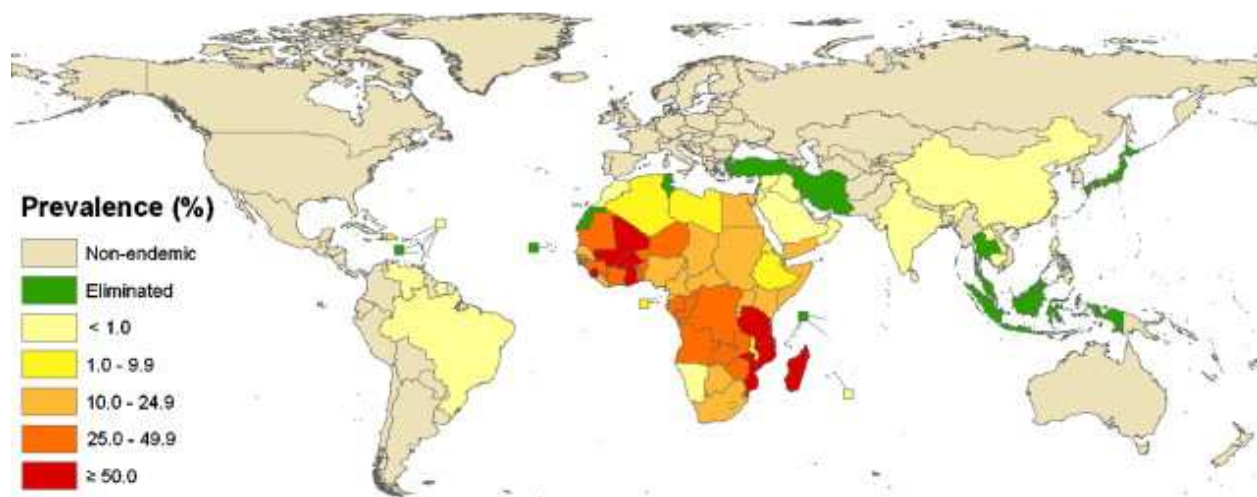 Prevalence (%)
Non-endemic
Eliminated
< 1.0
1.0 - 9.9
10.0 - 24.9
25.0 - 49.9
≥ 50.0